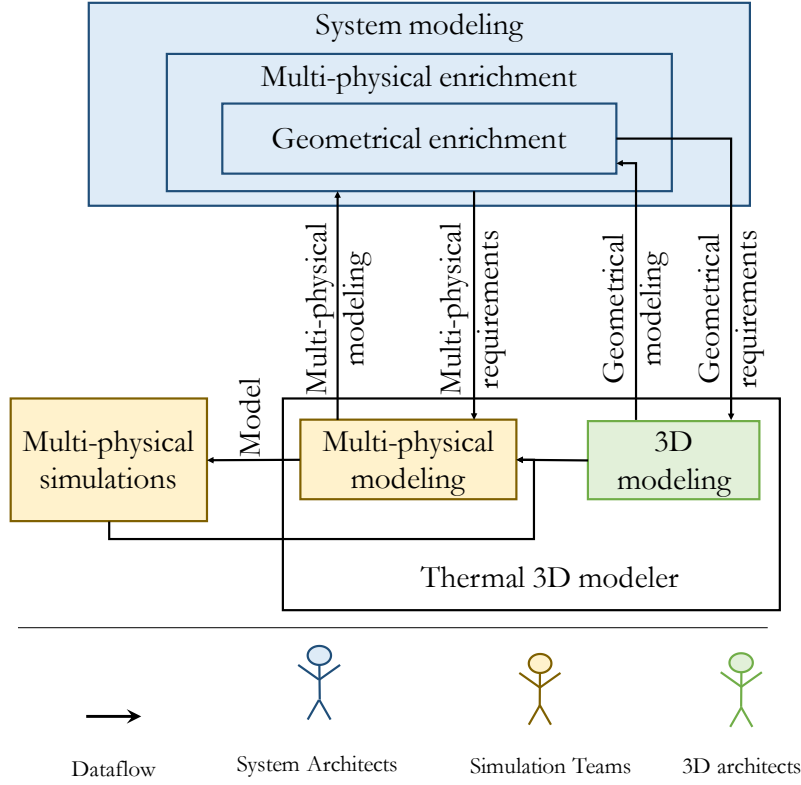 System modeling
Multi-physical enrichment
Geometrical enrichment
Multi-physical
modeling
Multi-physical
requirements
Geometrical
modeling
Geometrical
requirements
Model
Multi-physical
simulations
Multi-physical
modeling
3D
modeling
Thermal 3D modeler
Dataflow
System Architects
Simulation Teams
3D architects